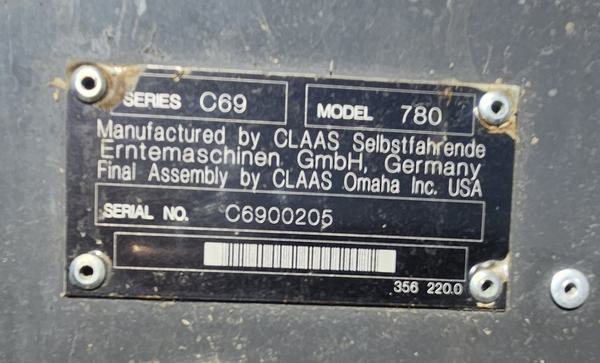 SERIES C69 MODEL 780
Manufactured by CLAAS Selbstfahrende
Erntemaschinen GmbH, Germany
Final Assembly by CLAAS Omaha Inc. USA
SERIAL NO. C6900205
356 220.0